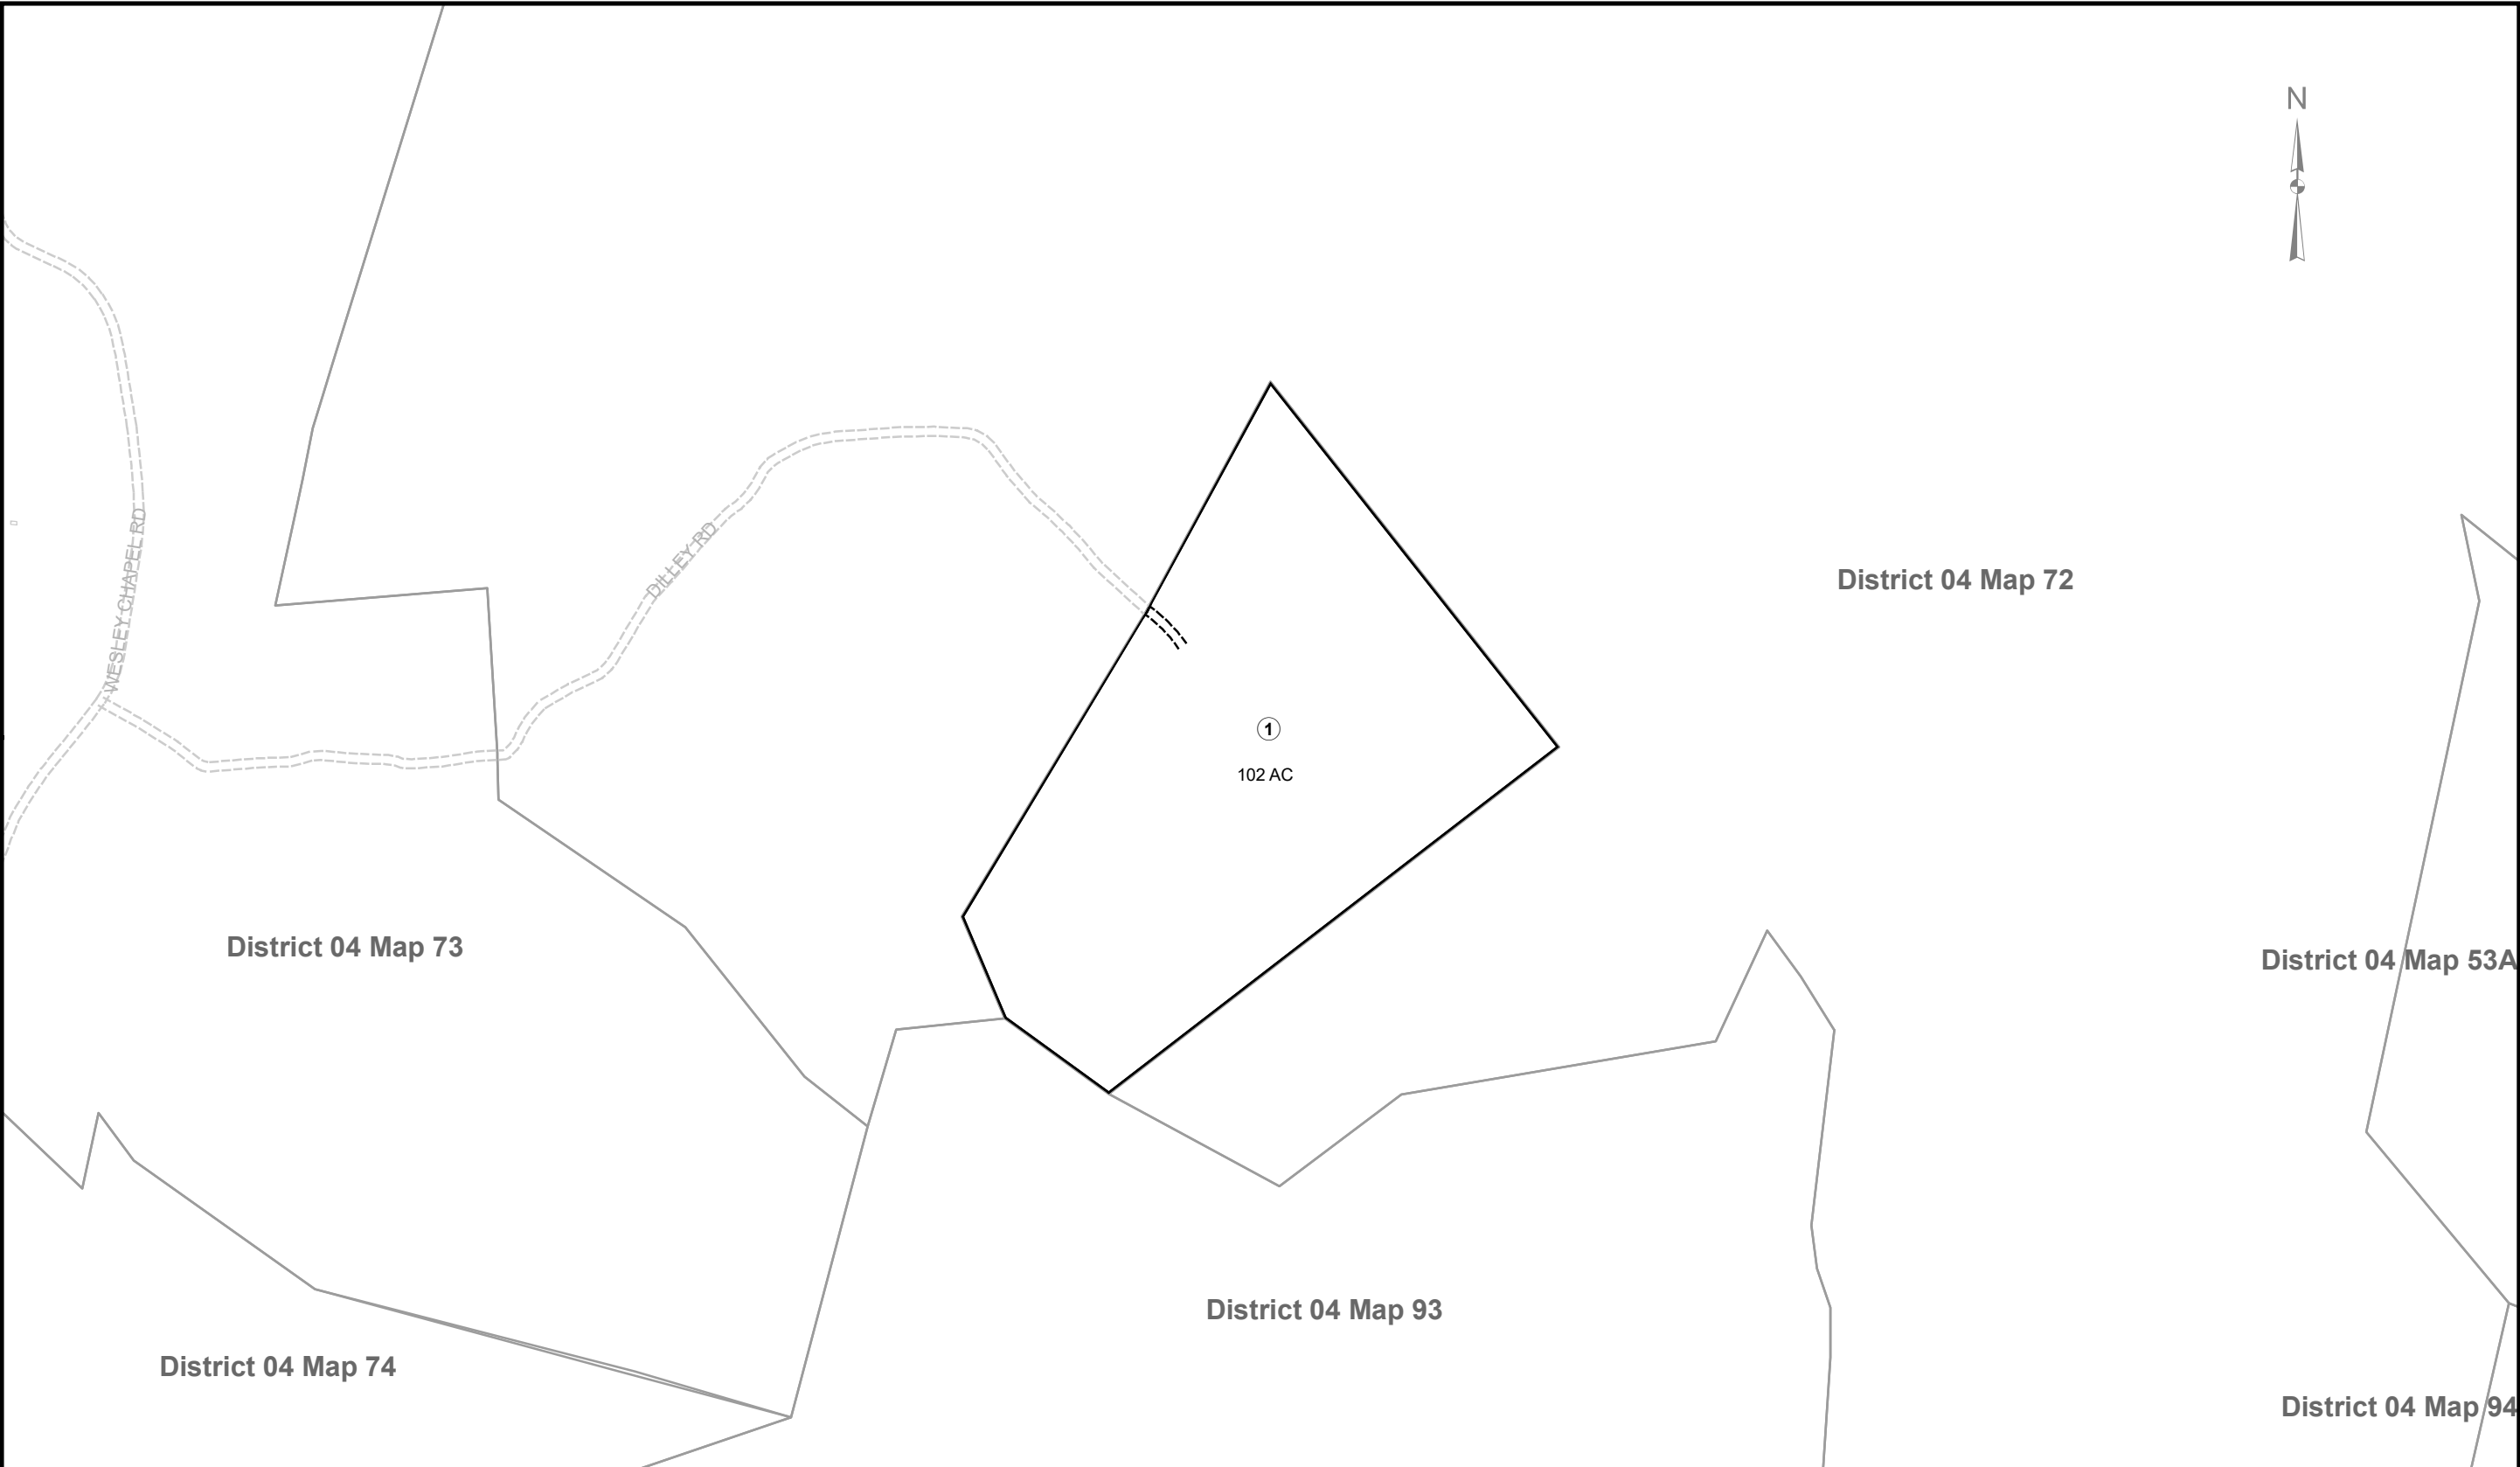 N
WESLEY CHAPEL RD
DILLEY RD
District 04 Map 72
1
102 AC
District 04 Map 73
District 04 Map 53A
District 04 Map 93
District 04 Map 74
District 04 Map 94